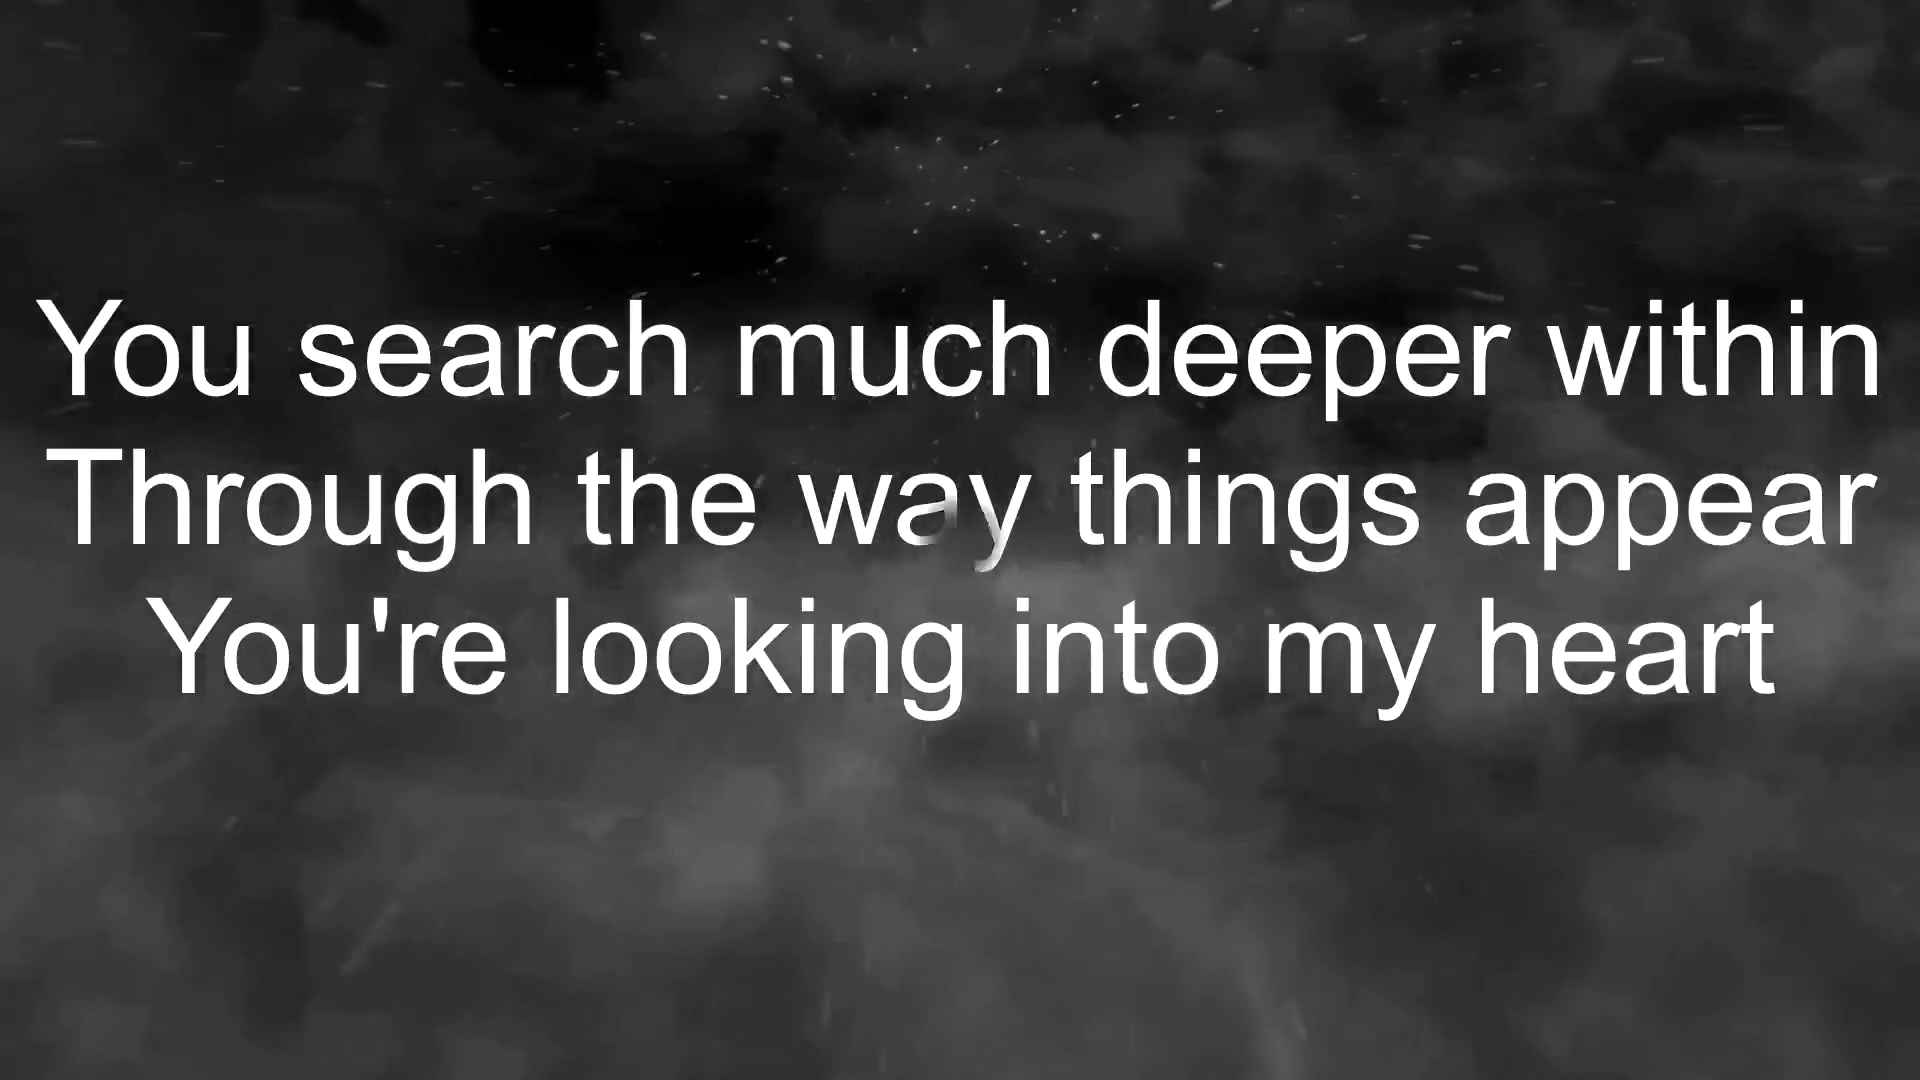 You search much deeper within
Through the way things appear
You're looking into my heart